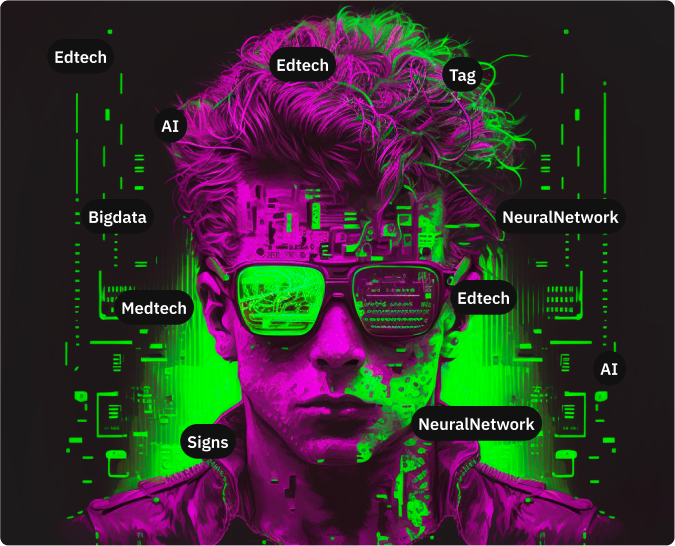 Edtech
Edtech
Tag
AI
Bigdata
NeuralNetwork
Medtech
Edtech
AI
NeuralNetwork
Signs